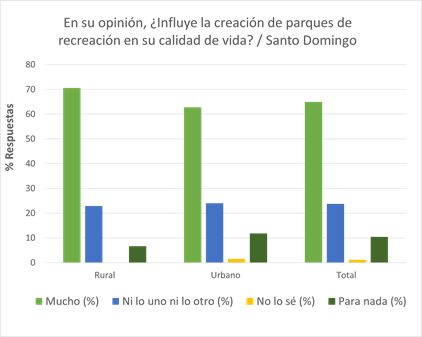 En su opinión, ¿Influye la creación de parques de
recreación en su calidad de vida? / Santo Domingo
% Respuestas
80
70
60
50
40
30
20
10
0
Rural
Urbano
Total
Mucho (%)
Ni lo uno ni lo otro (%)
No lo sé (%)
Para nada (%)